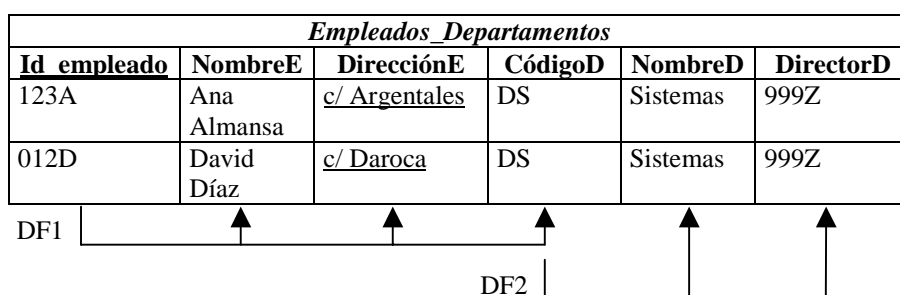 Empleados_Departamentos
Id_empleado NombreE DirecciónE CódigoD NombreD DirectorD
123A Ana Almansa c/ Argentales DS Sistemas 999Z
012D David Díaz c/ Daroca DS Sistemas 999Z
DF1
DF2